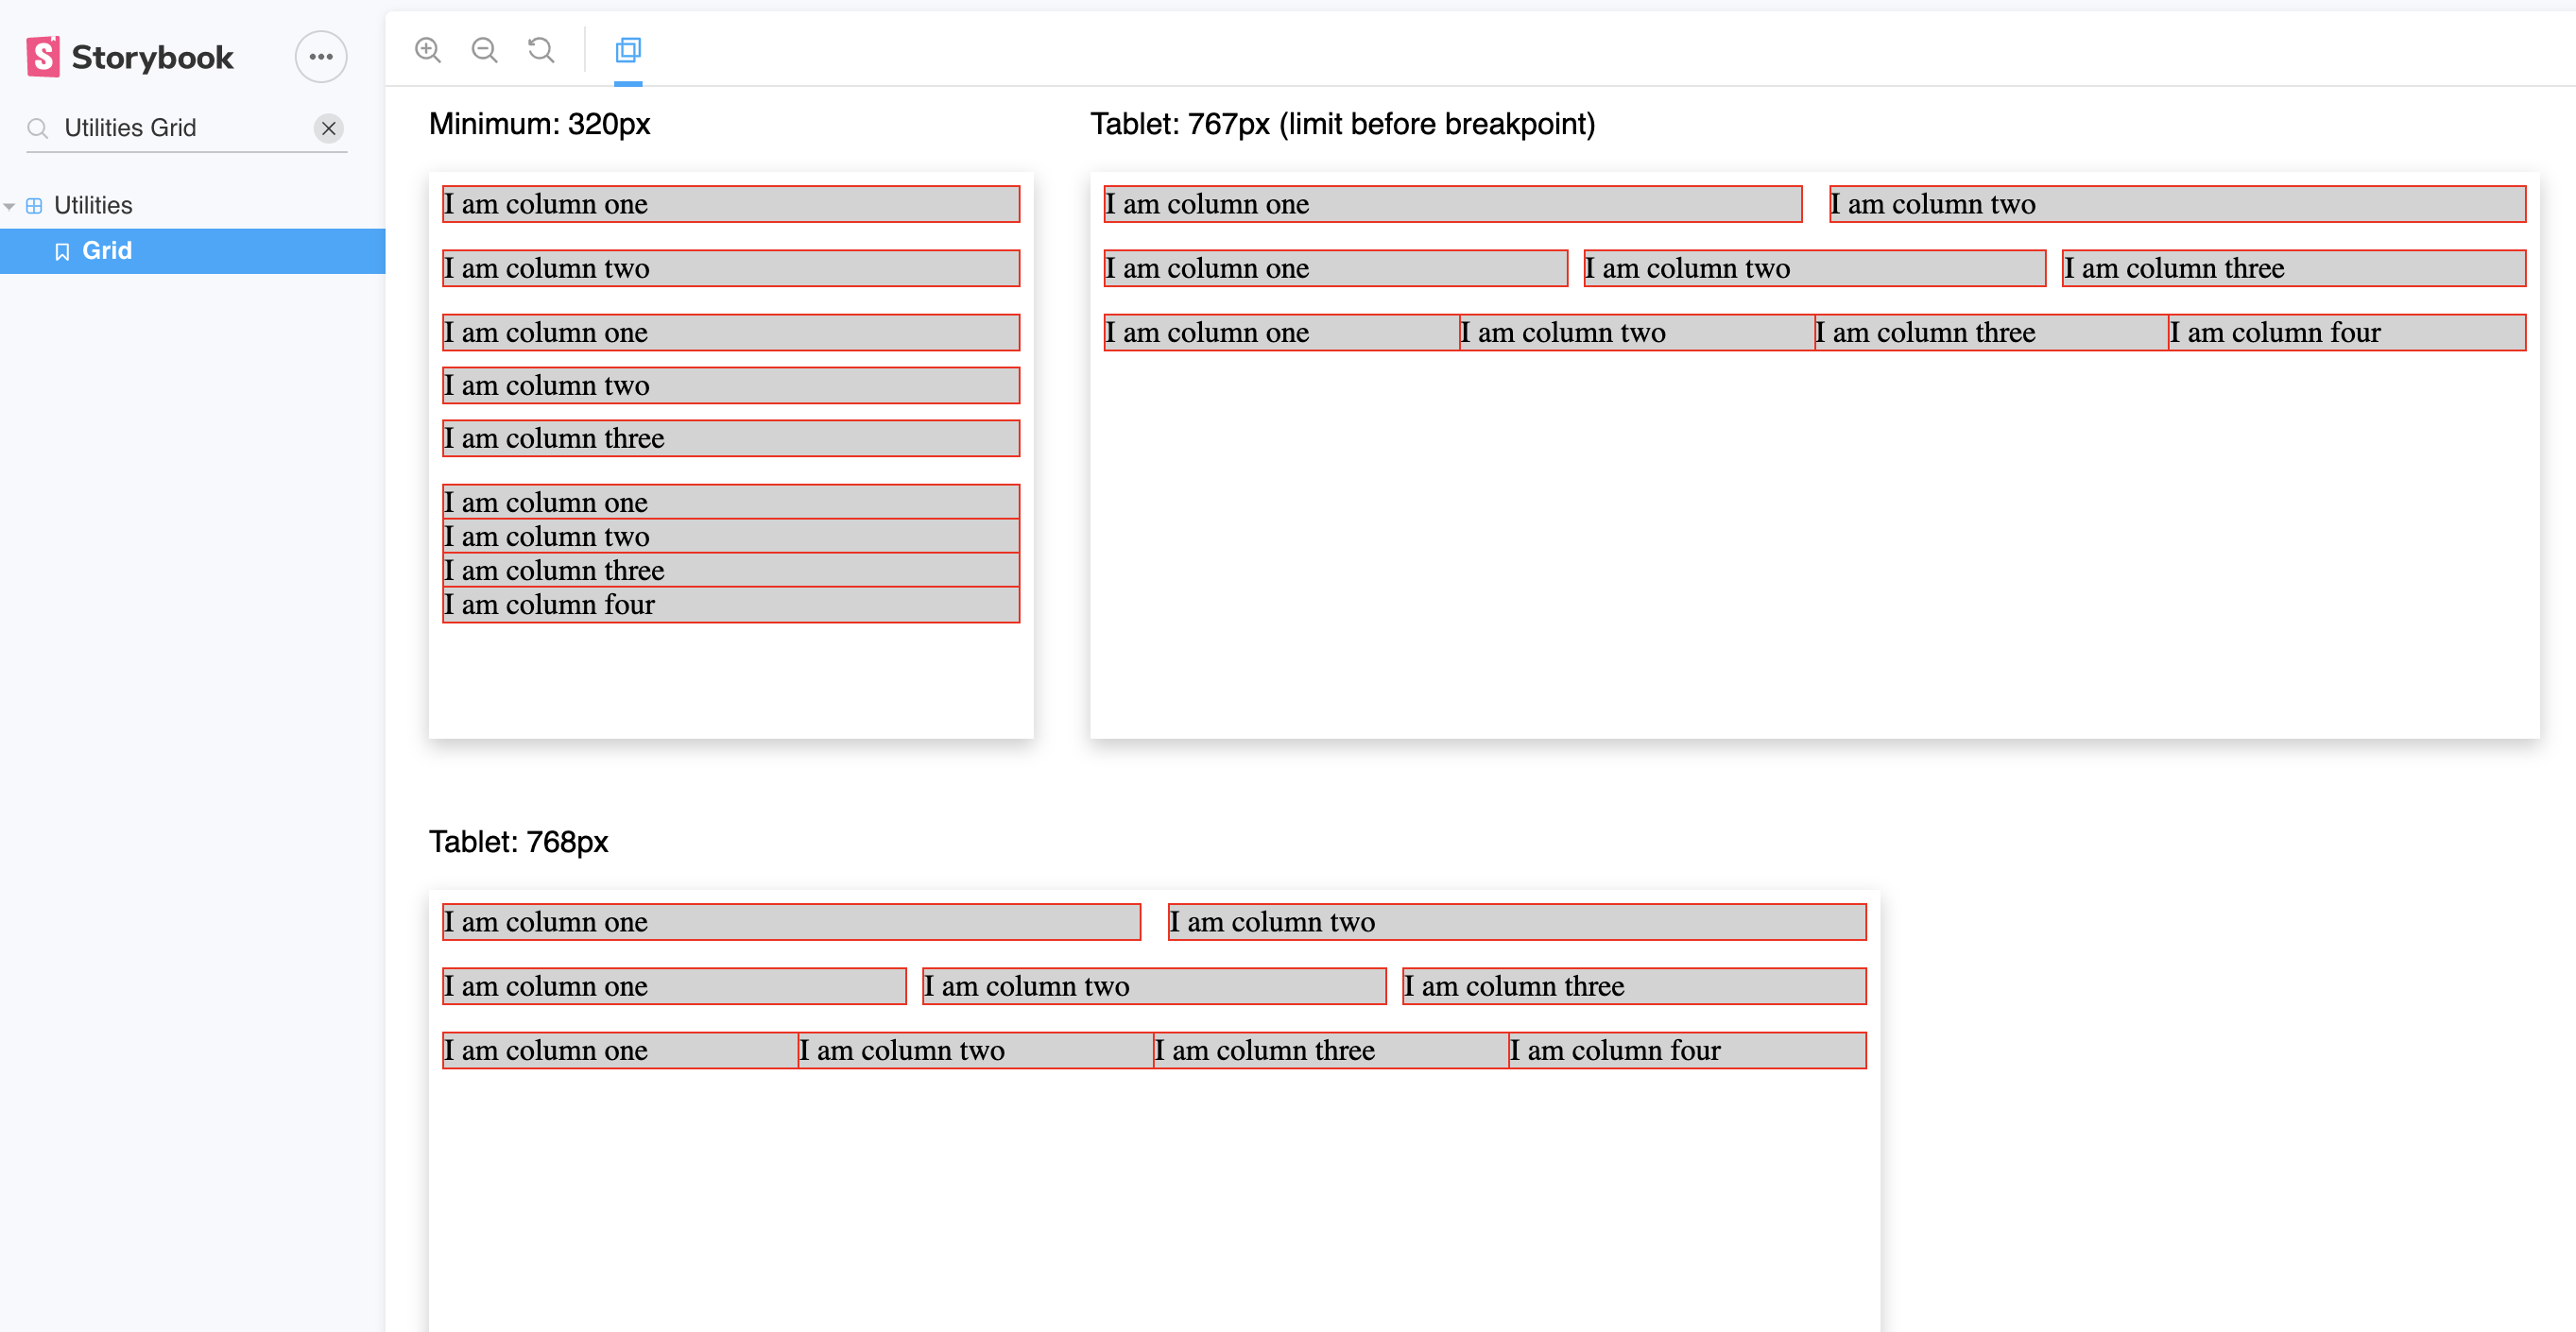 Storybook
Utilities Grid
Utilities
Grid
Minimum: 320px
I am column one
I am column two
I am column one
I am column two
I am column three
I am column one
I am column two
I am column three
I am column four
Tablet: 767px (limit before breakpoint)
I am column one I am column two
I am column one I am column two I am column three
I am column one I am column two I am column three I am column four
Tablet: 768px
I am column one I am column two
I am column one I am column two I am column three
I am column one I am column two I am column three I am column four